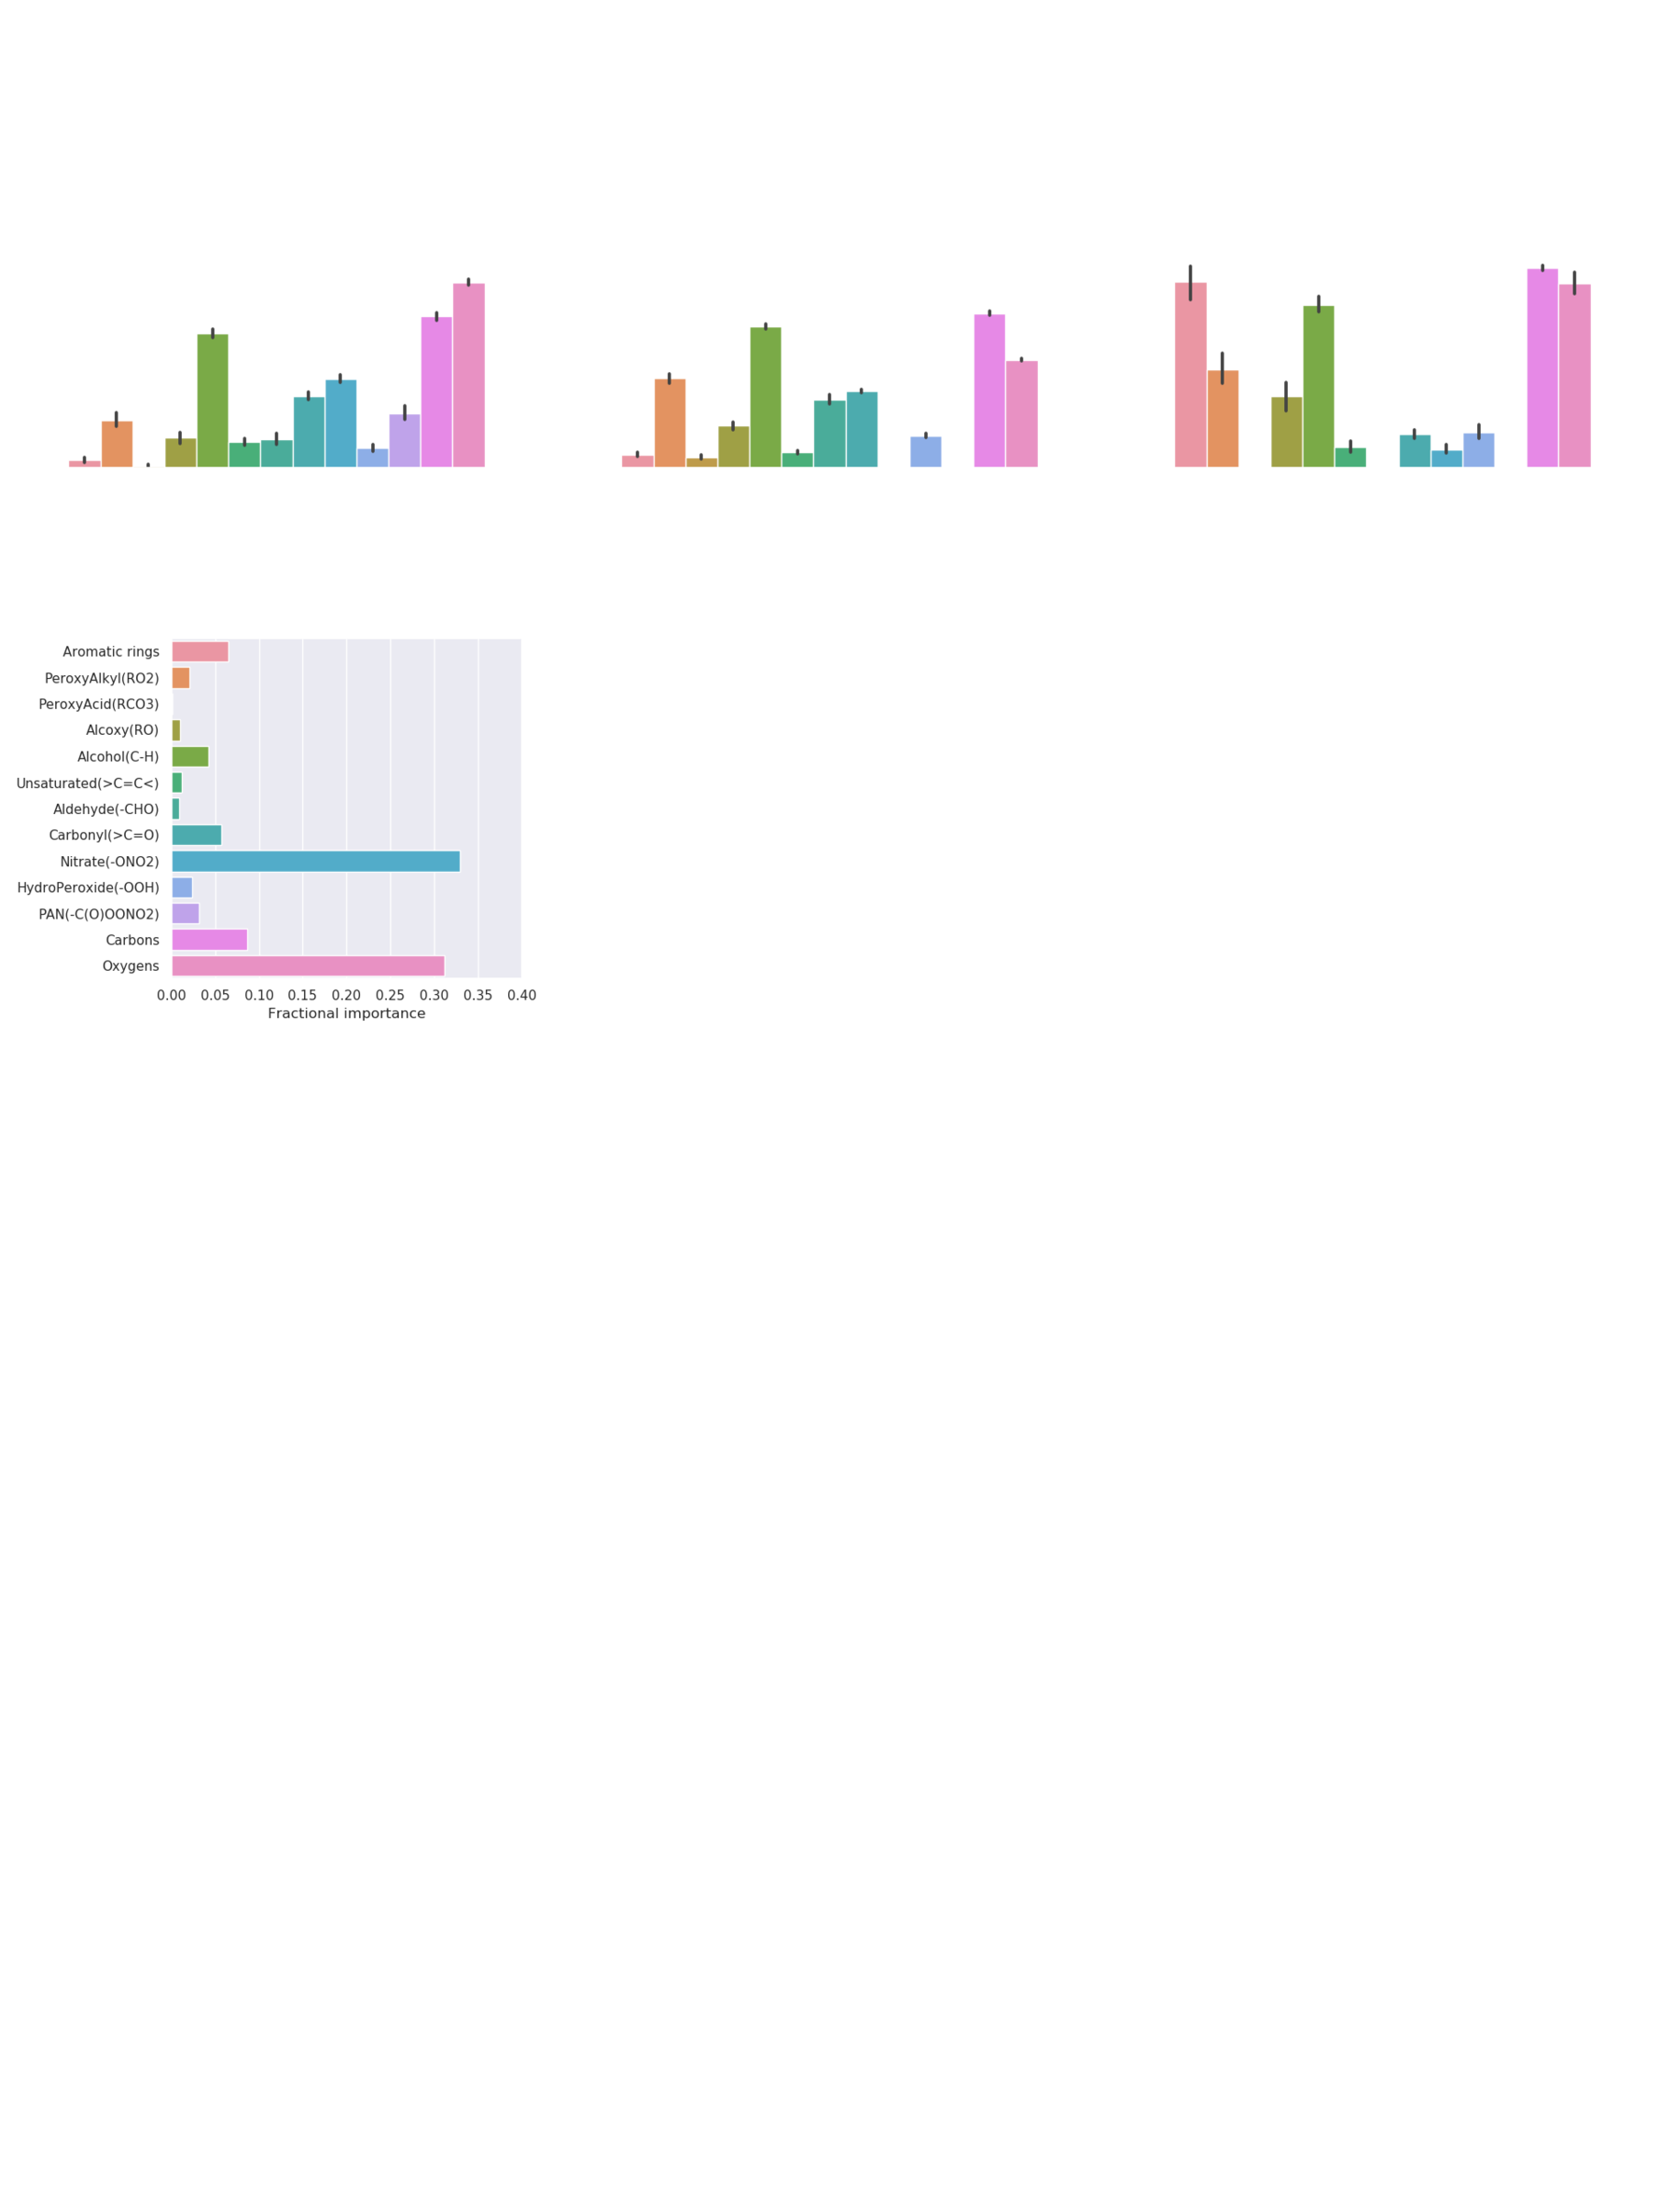 Aromatic rings
PeroxyAlkyl(RO2)
PeroxyAcid(RCO3)
Alcoxy(RO)
Alcohol(C-H)
Unsaturated(>C=C<)
Aldehyde(-CHO)
Carbonyl(>C=O)
Nitrate(-ONO2)
HydroPeroxide(-OOH)
PAN(-C(O)OONO2)
Carbons
Oxygens
0.00 0.05 0.10 0.15 0.20 0.25 0.30 0.35 0.40
Fractional importance